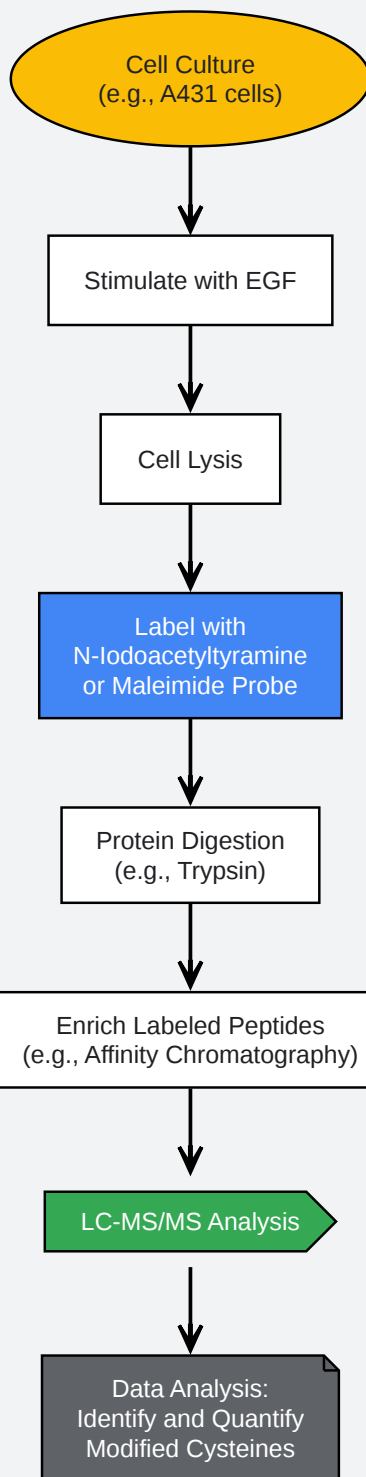 Cell Culture
(e.g., A431 cells)
Stimulate with EGF
Cell Lysis
Label with
N-Iodoacetyltyramine
or Maleimide Probe
Protein Digestion
(e.g., Trypsin)
Enrich Labeled Peptides
(e.g., Affinity Chromatography)
LC-MS/MS Analysis
Data Analysis:
Identify and Quantify
Modified Cysteines